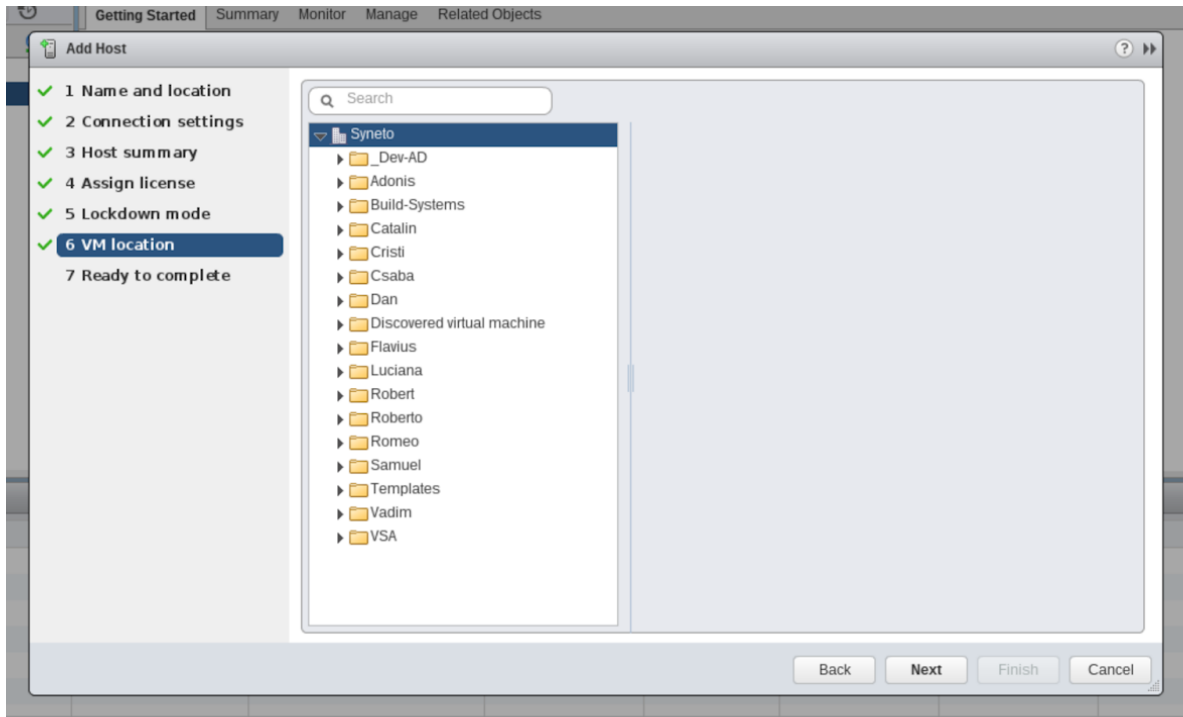 Getting Started Summary Monitor Manage Related Objects
Add Host
?
1 Name and location
2 Connection settings
3 Host summary
4 Assign license
5 Lockdown mode
6 VM location
7 Ready to complete
Search
Syneto
_Dev-AD
Adonis
Build-Systems
Catalin
Cristi
Csaba
Dan
Discovered virtual machine
Flavius
Luciana
Robert
Roberto
Romeo
Samuel
Templates
Vadim
VSA
Back Next Finish Cancel